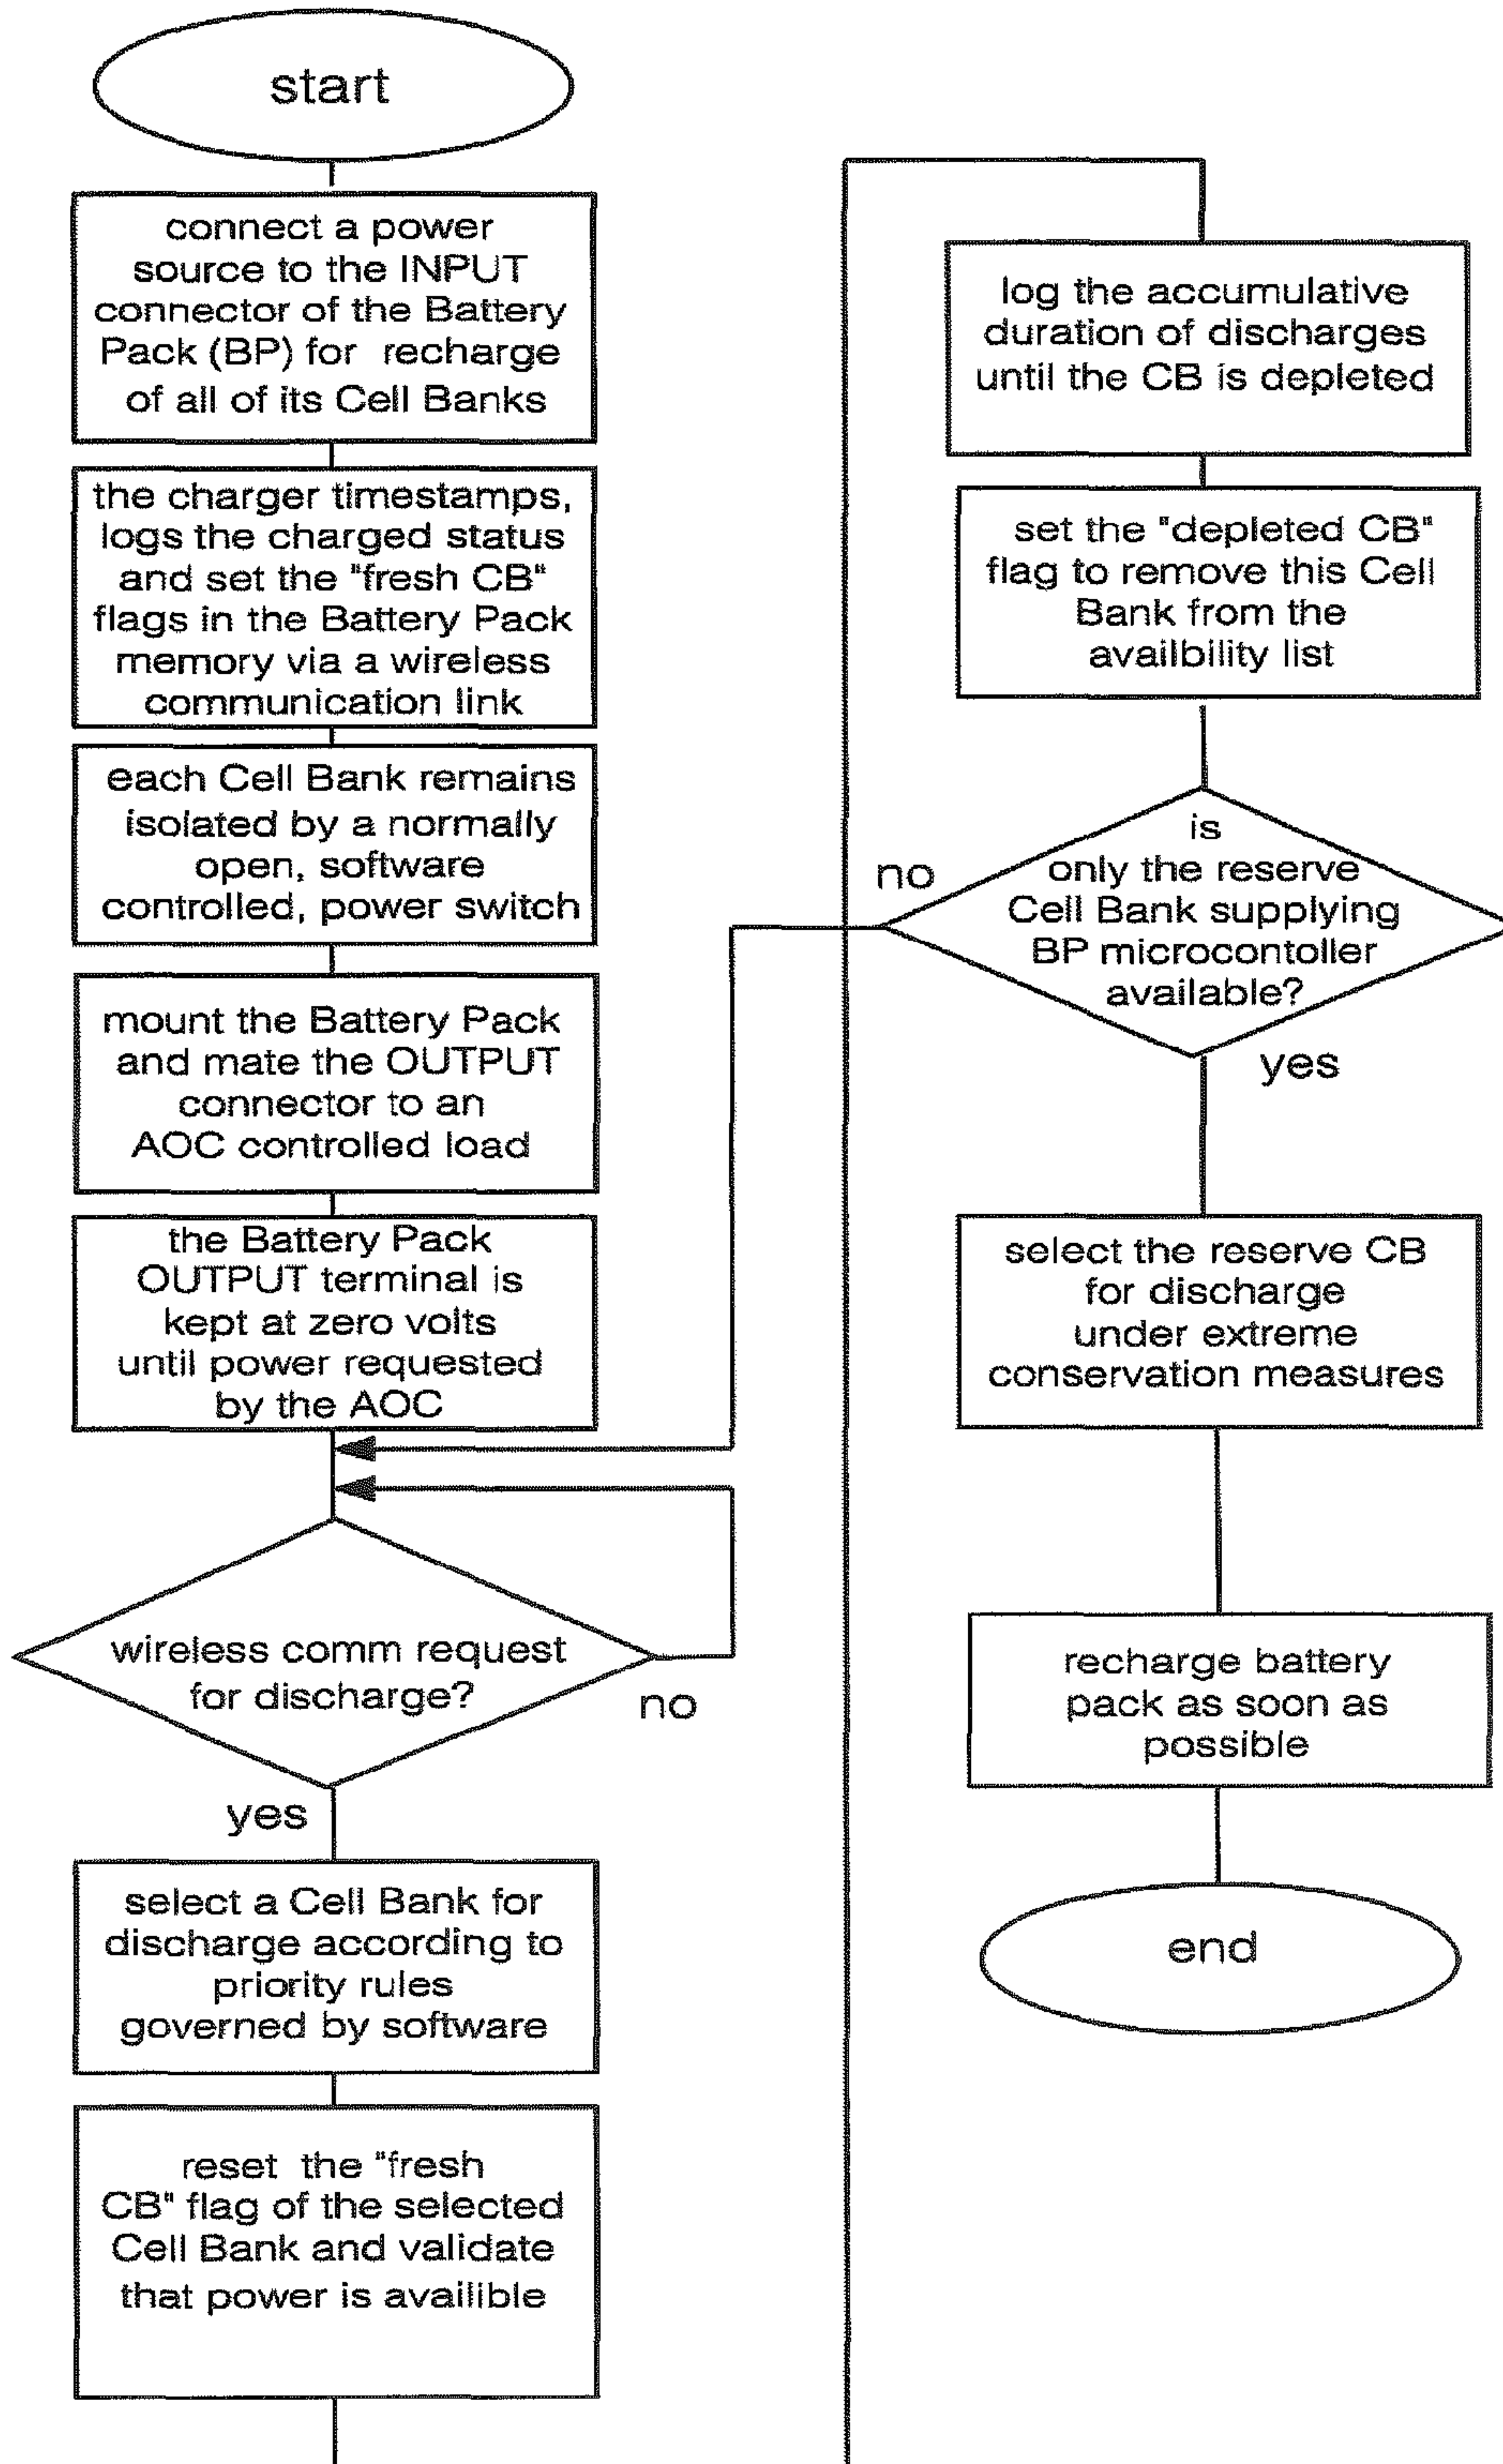 start
connect a power
source to the INPUT
connector of the Battery
Pack (BP) for recharge
of all of its Cell Banks
the charger timestamps,
logs the charged status
and set the "fresh CB"
flags in the Battery Pack
memory via a wireless
communication link
each Cell Bank remains
isolated by a normally
open, software
controlled, power switch
mount the Battery Pack
and mate the OUTPUT
connector to an
AOC controlled load
the Battery Pack
OUTPUT terminal is
kept at zero volts
until power requested
by the AOC
wireless comm request
for discharge?
no
yes
select a Cell Bank for
discharge according to
priority rules
governed by software
reset the "fresh
CB" flag of the selected
Cell Bank and validate
that power is availible
log the accumulative
duration of discharges
until the CB is depleted
set the "depleted CB"
flag to remove this Cell
Bank from the
availbility list
no
is
only the reserve
Cell Bank supplying
BP microcontoller
available?
yes
select the reserve CB
for discharge
under extreme
conservation measures
recharge battery
pack as soon as
possible
end